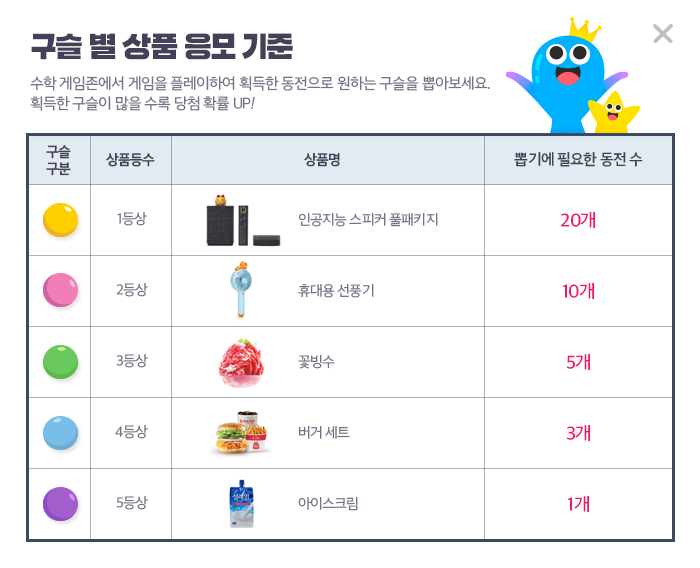 구슬 별 상품 응모 기준
수학 게임존에서 게임을 플레이하여 획득한 동전으로 원하는 구슬을 뽑아보세요.
획득한 구슬이 많을 수록 당첨 확률 UP!
구슬
구분
상품등수
상품명
뽑기에 필요한 동전 수
1등상
인공지능 스피커 풀패키지
20개
2등상
휴대용 선풍기
10개
3등상
꽃빙수
5개
4등상
버거 세트
3개
5등상
설레임
아이스크림
1개